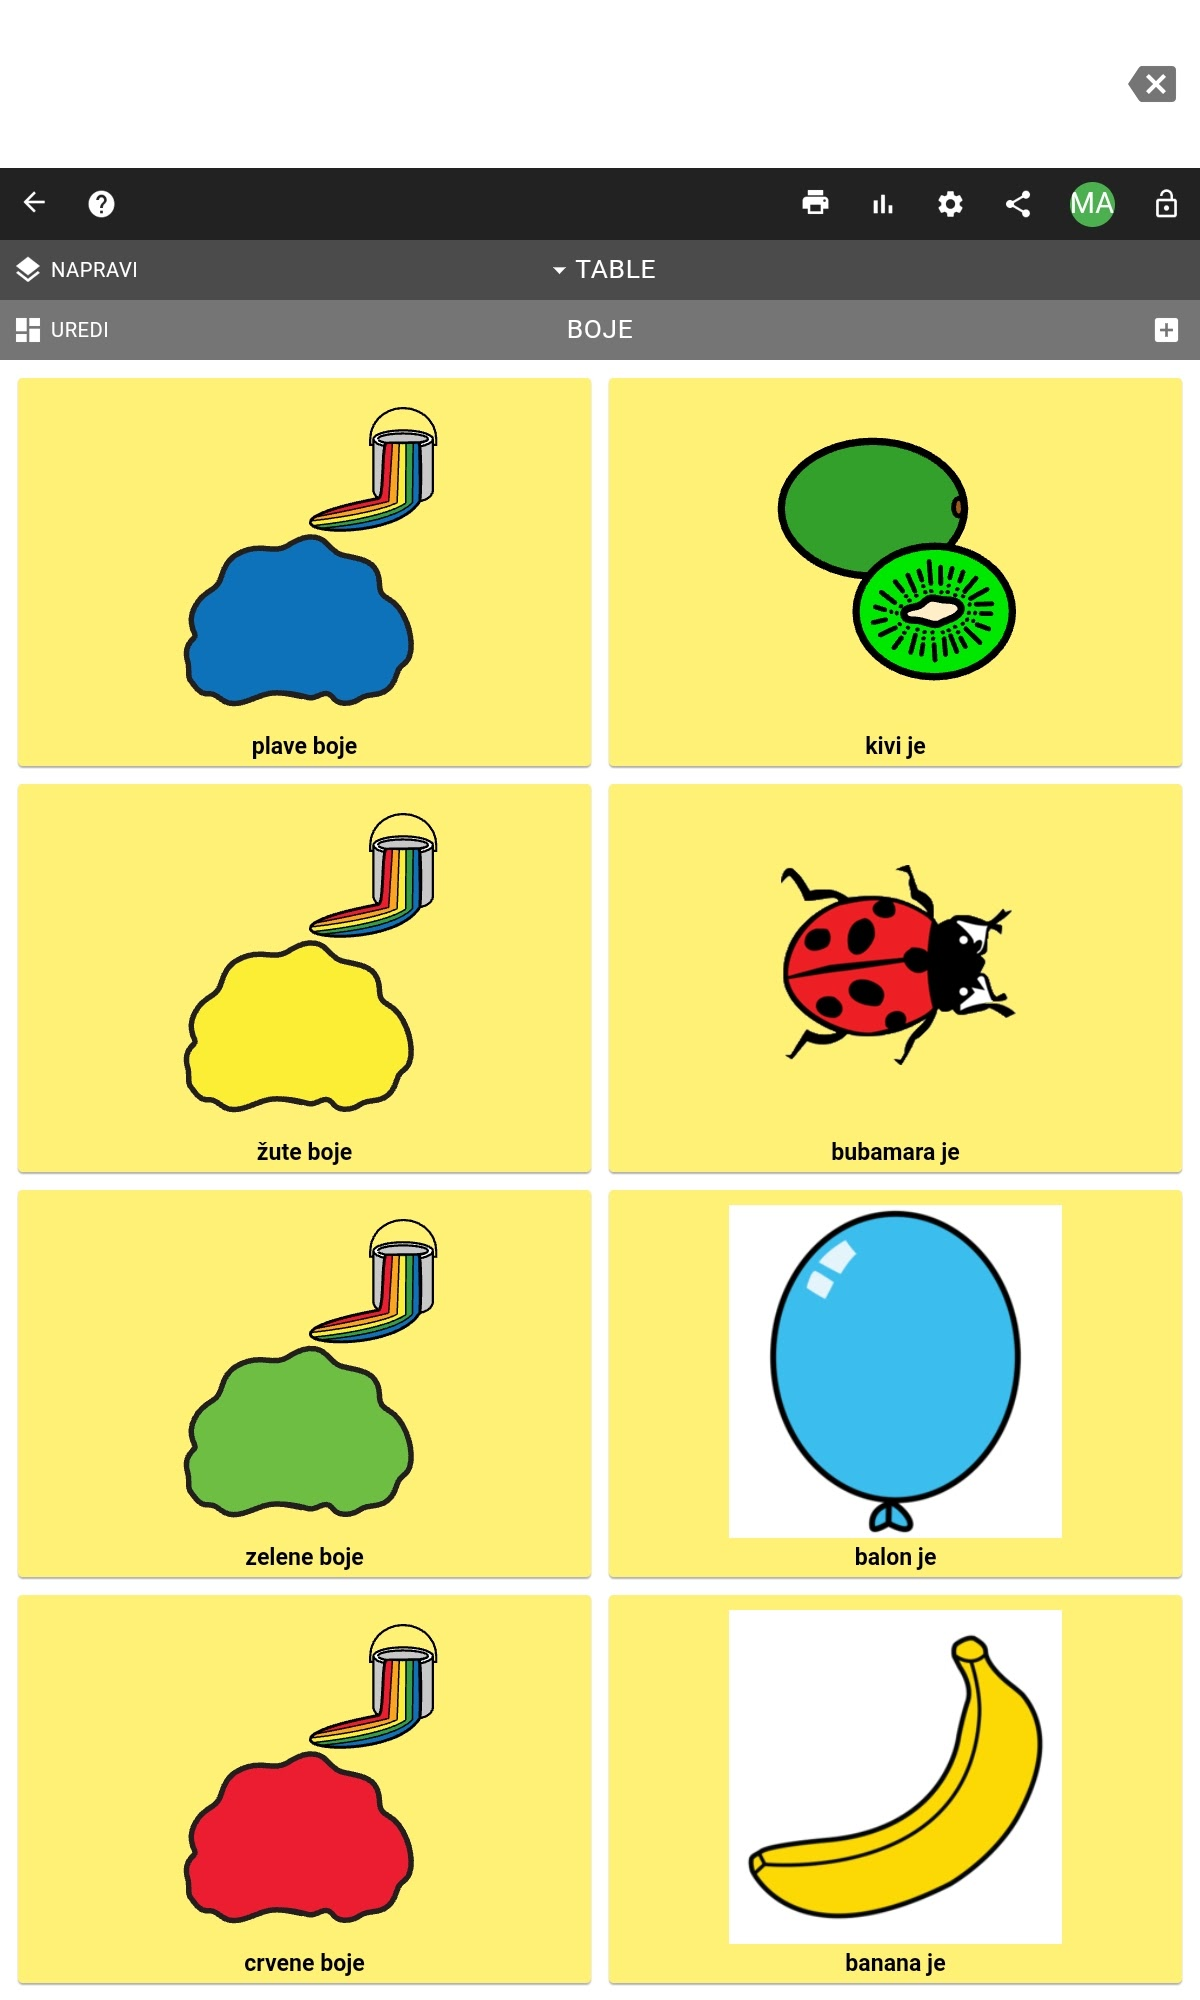 MA
NAPRAVI
TABLE
UREDI
BOJE
plave boje
kivi je
žute boje
bubamara je
zelene boje
balon je
crvene boje
banana je